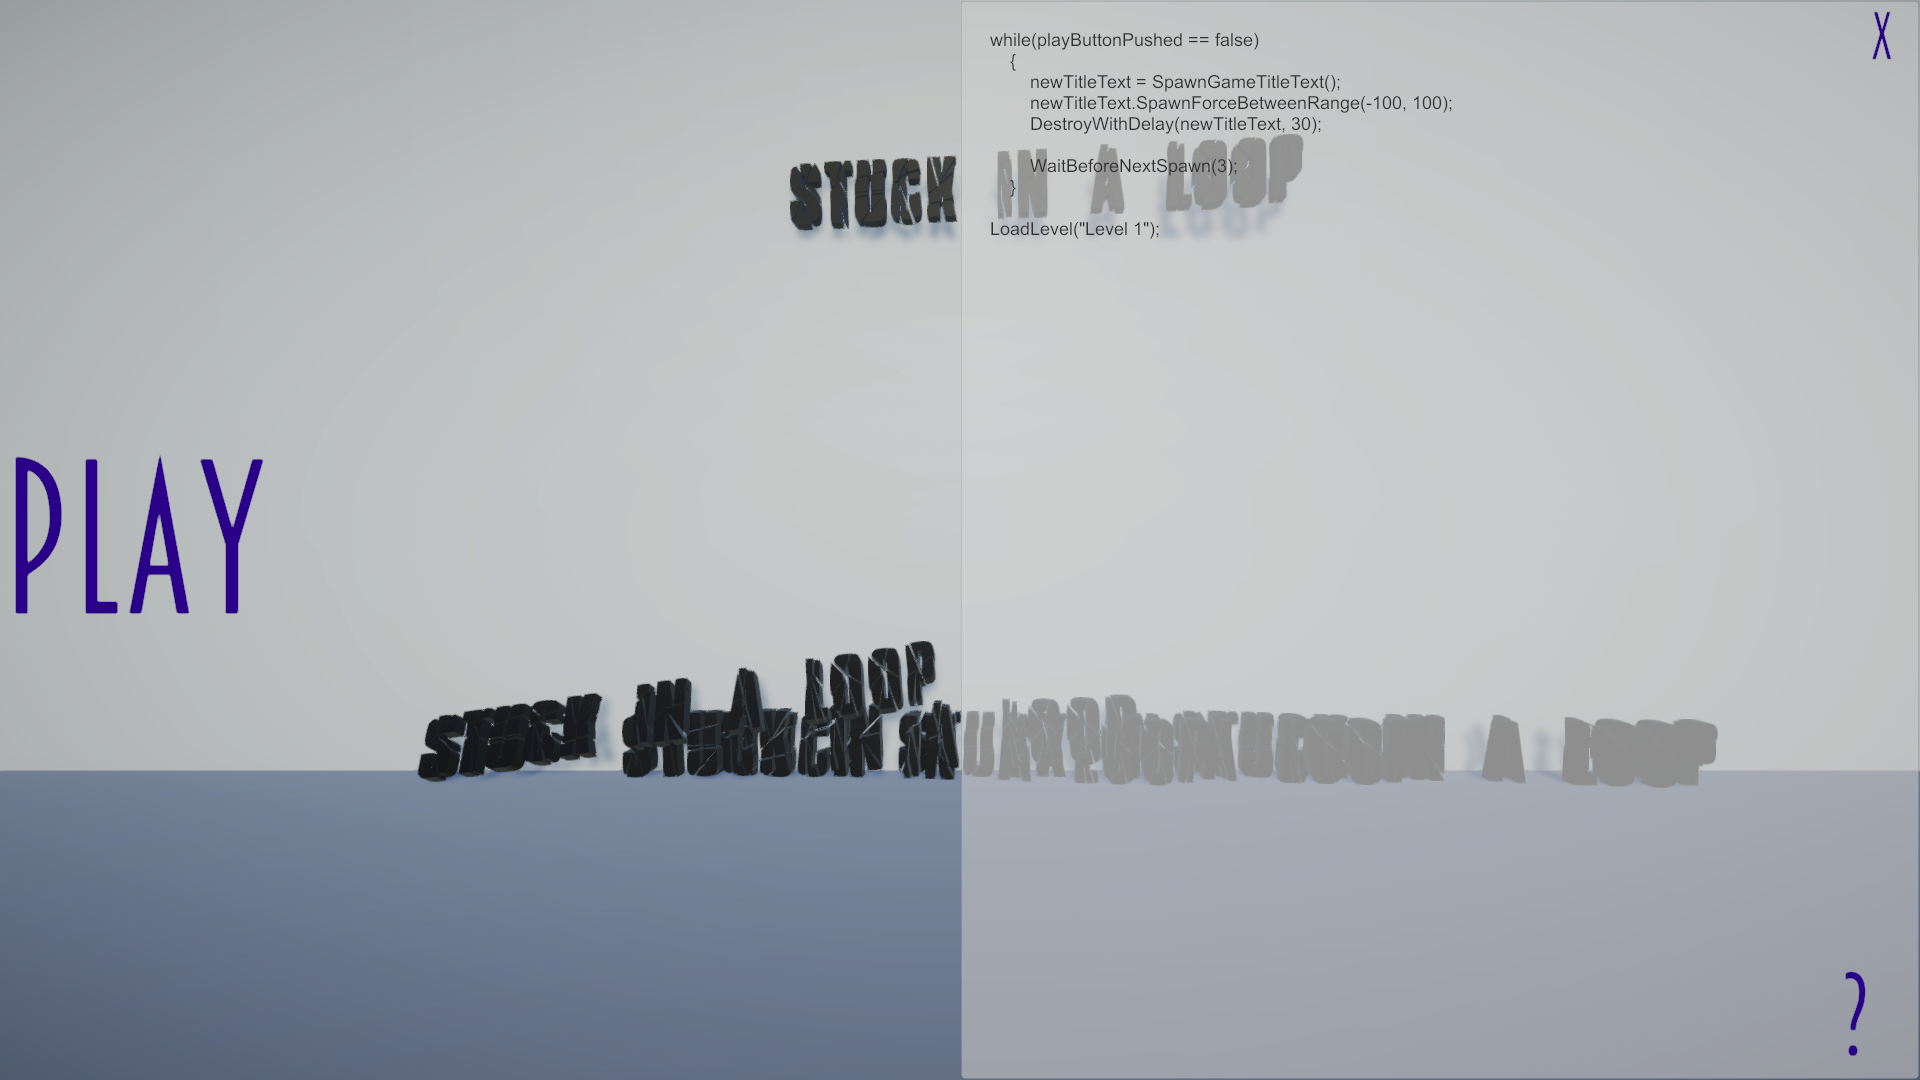 X
while(playButtonPushed == false)
{
newTitleText = SpawnGameTitleText();
newTitleText.SpawnForceBetweenRange(-100, 100);
DestroyWithDelay(newTitleText, 30);
WaitBeforeNextSpawn(3);
}
LoadLevel("Level 1");
STUCK IN A LOOP
PLAY
STUCK IN A LOOP
A LOOP
?